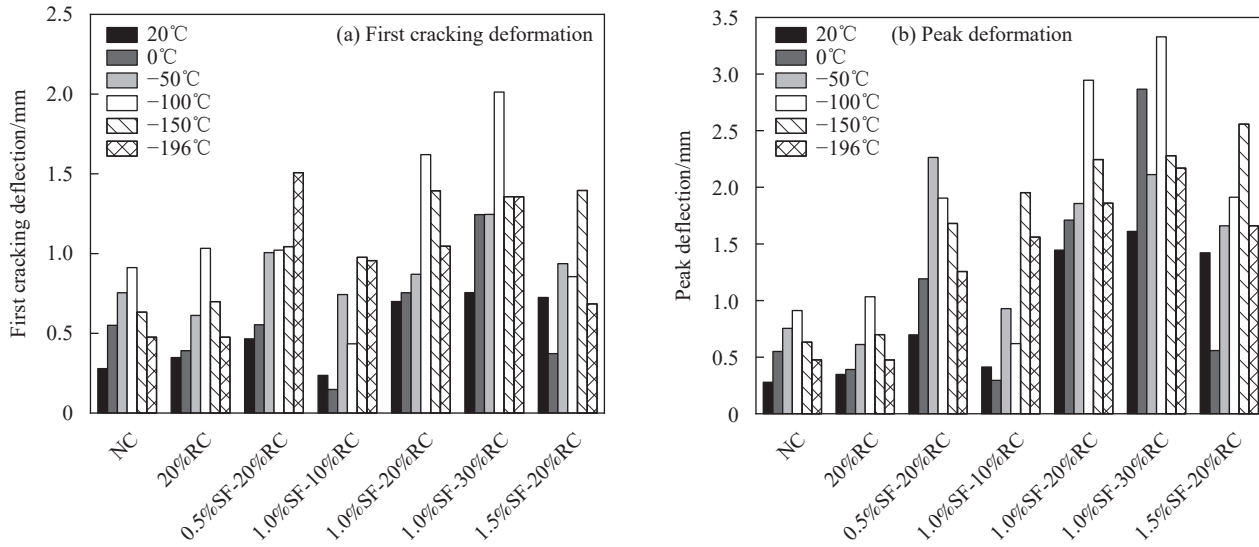 (a) First cracking deformation
First cracking deflection/mm
2.5
2.0
1.5
1.0
0.5
0
20℃
0℃
−50℃
−100℃
−150℃
−196℃
NC
20%RC
0.5%SF-20%RC
1.0%SF-10%RC
1.0%SF-20%RC
1.0%SF-30%RC
1.5%SF-20%RC
(b) Peak deformation
Peak deflection/mm
3.5
3.0
2.5
2.0
1.5
1.0
0.5
0
20℃
0℃
−50℃
−100℃
−150℃
−196℃
NC
20%RC
0.5%SF-20%RC
1.0%SF-10%RC
1.0%SF-20%RC
1.0%SF-30%RC
1.5%SF-20%RC